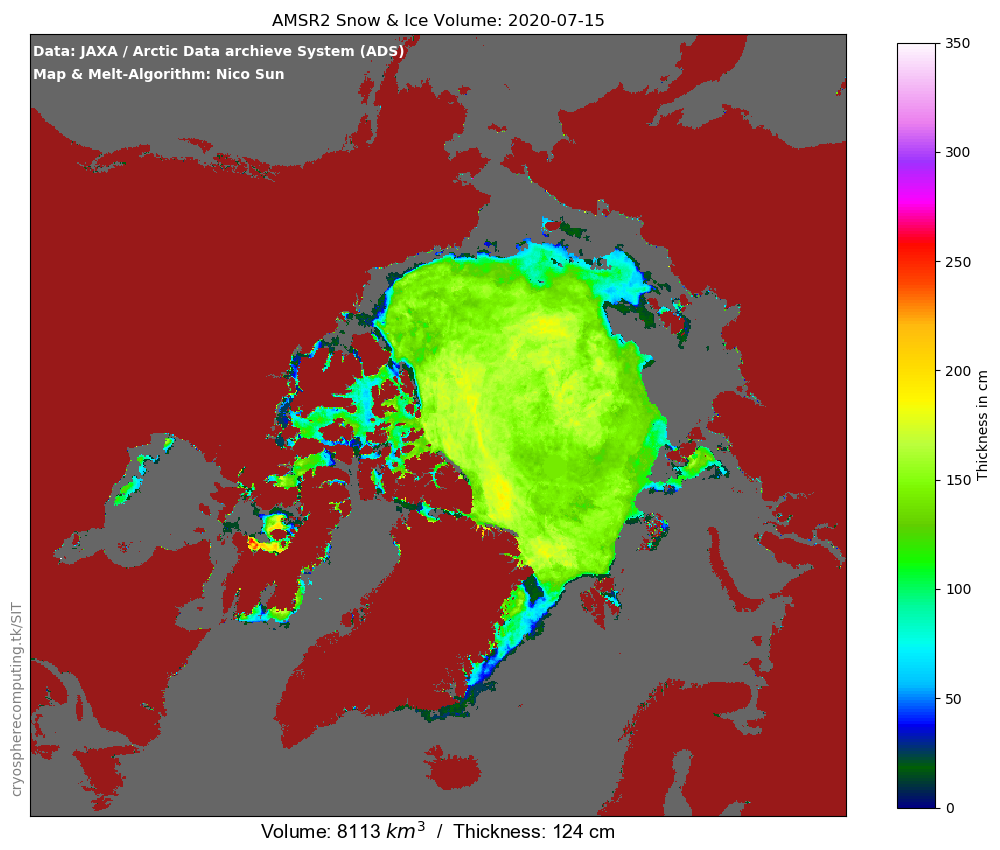 AMSR2 Snow & Ice Volume: 2020-07-15
Data: JAXA / Arctic Data archieve System (ADS)
Map & Melt-Algorithm: Nico Sun
350
300
250
200
150
100
50
0
Thickness in cm
cryospherecomputing.tk/SIT
Volume: 8113 km³ / Thickness: 124 cm